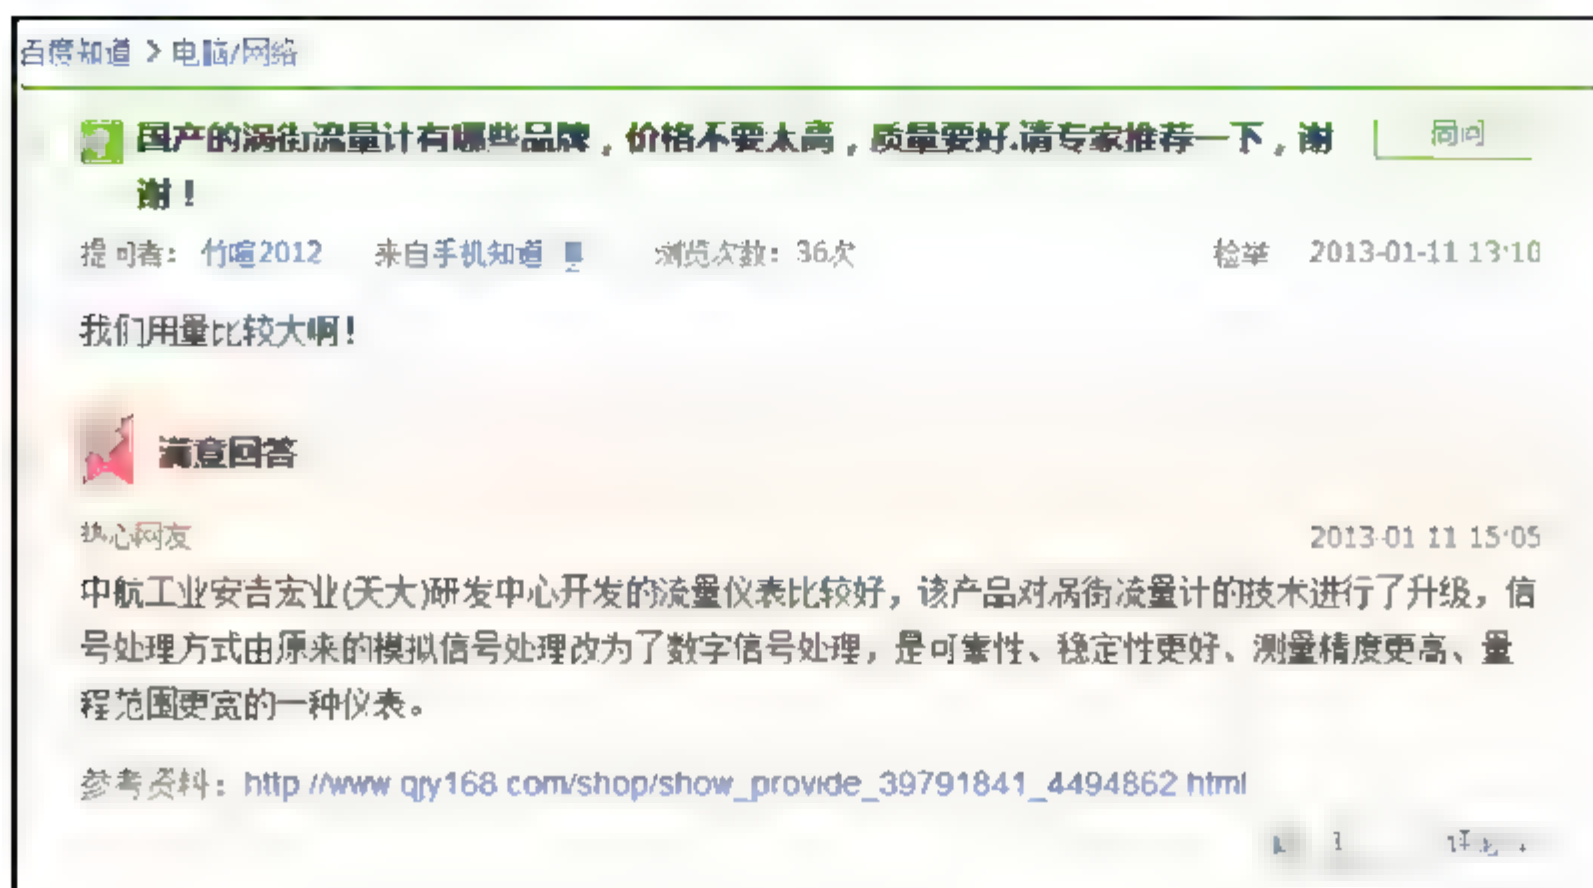 百度知道 > 电脑/网络
国产的涡街流量计有哪些品牌，价格不要太高，质量要好.请专家推荐一下，谢
谢！
同问
提问者： 竹喧2012 来自手机知道 浏览次数：36次 检举 2013-01-11 13:10
我们用量比较大啊！
满意回答
热心网友 2013-01-11 15:05
中航工业安吉宏业(天大)研发中心开发的流量仪表比较好，该产品对涡街流量计的技术进行了升级，信
号处理方式由原来的模拟信号处理改为了数字信号处理，是可靠性、稳定性更好、测量精度更高、量
程范围更宽的一种仪表。
参考资料：http://www.qjy168.com/shop/show_provide_39791841_4494862.html